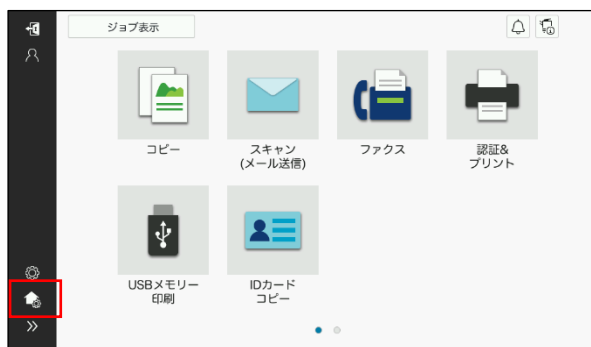 ジョブ表示
コピー
スキャン
(メール送信)
ファクス
認証&
プリント
USBメモリー
印刷
IDカード
コピー